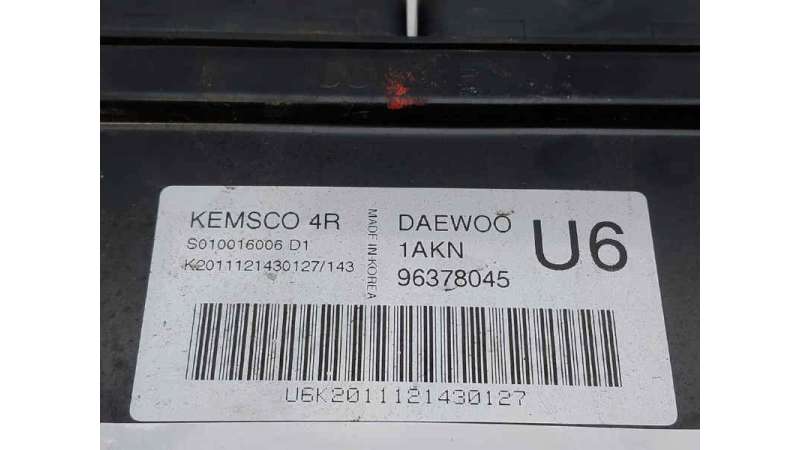 KEMSCO 4R
S010016006 D1
K2011121430127/143
MADE IN KOREA
DAEWOO
1AKN
96378045
U6
U6K2011121430127